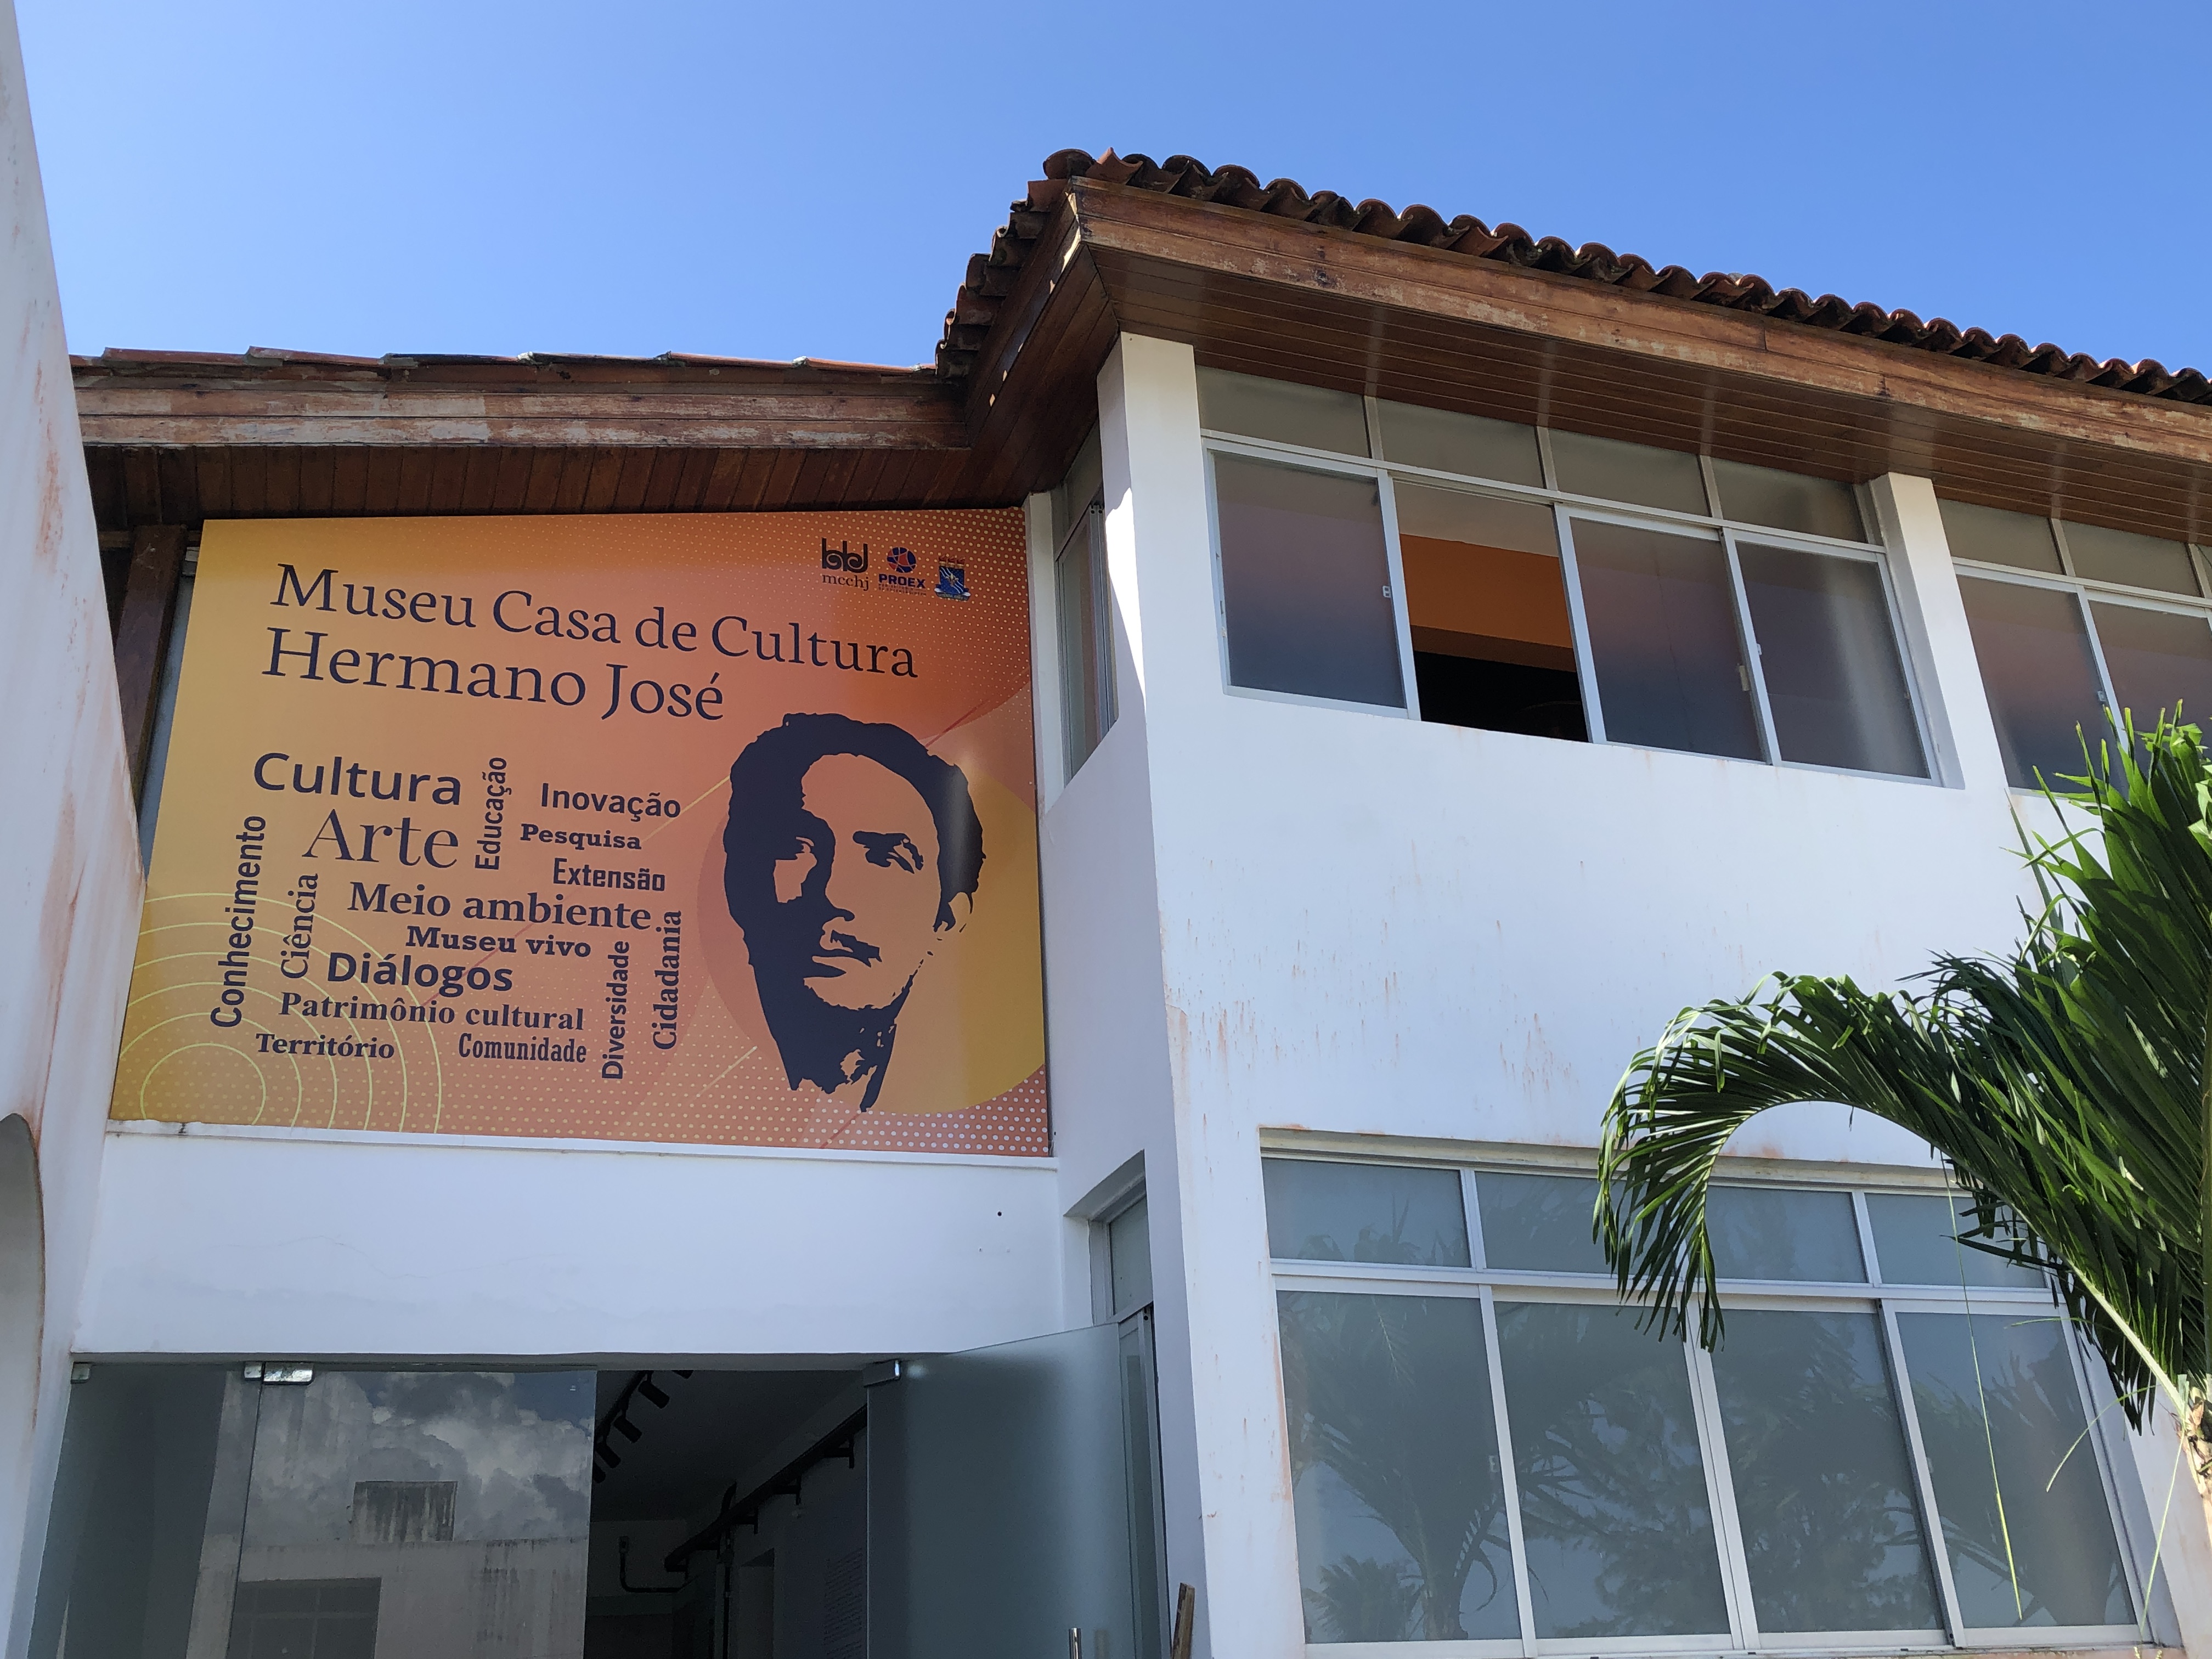 mcchj
PROEX
Museu Casa de Cultura
Hermano José
Cultura
Educação
Inovação
Arte
Pesquisa
Conhecimento
Extensão
Ciência
Meio ambiente
Museu vivo
Diálogos
Diversidade
Cidadania
Patrimônio cultural
Território
Comunidade